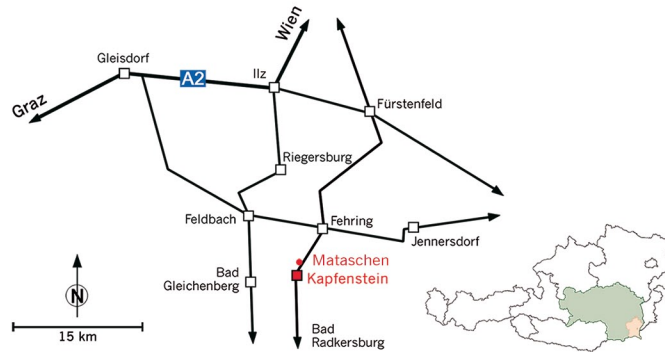 Wien
Gleisdorf
A2
Ilz
Graz
Fürstenfeld
Riegersburg
Feldbach
Fehring
Jennersdorf
Mataschen
Kapfenstein
Bad
Gleichenberg
N
15 km
Bad
Radkersburg